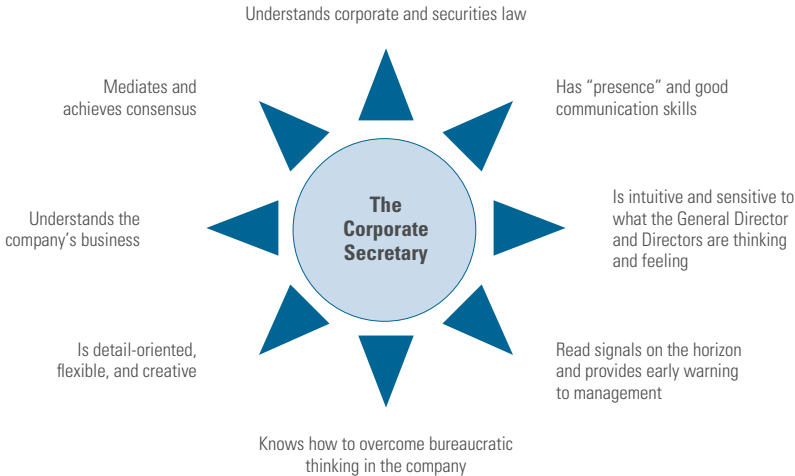 Understands corporate and securities law
Mediates and
achieves consensus
Has “presence” and good
communication skills
The
Corporate
Secretary
Understands the
company’s business
Is intuitive and sensitive to
what the General Director
and Directors are thinking
and feeling
Is detail-oriented,
flexible, and creative
Read signals on the horizon
and provides early warning
to management
Knows how to overcome bureaucratic
thinking in the company